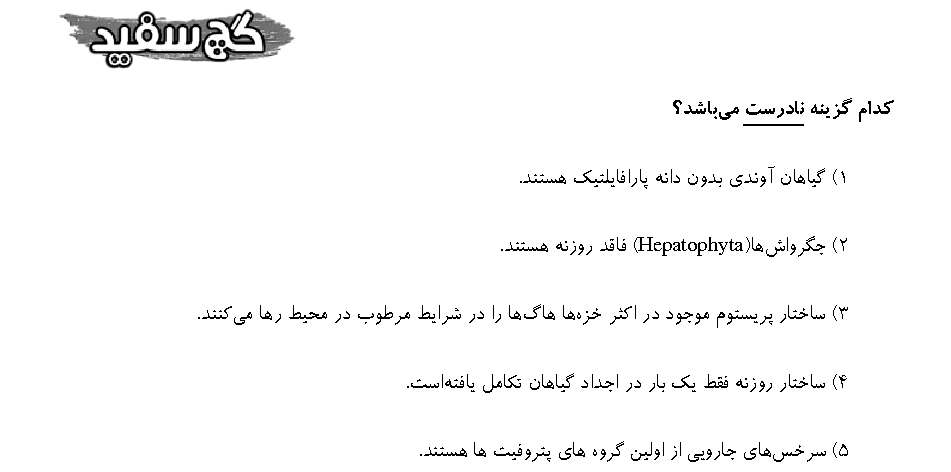 گچ سفید
کدام گزینه نادرست می‌باشد؟
۱) گیاهان آوندی بدون دانه پارافایلتیک هستند.
۲) جگرواش‌ها(Hepatophyta) فاقد روزنه هستند.
۳) ساختار پریستوم موجود در اکثر خزه‌ها هاگ‌ها را در شرایط مرطوب در محیط رها می‌کنند.
۴) ساختار روزنه فقط یک بار در اجداد گیاهان تکامل یافته‌است.
۵) سرخس‌های جارویی از اولین گروه های پتروفیت ها هستند.